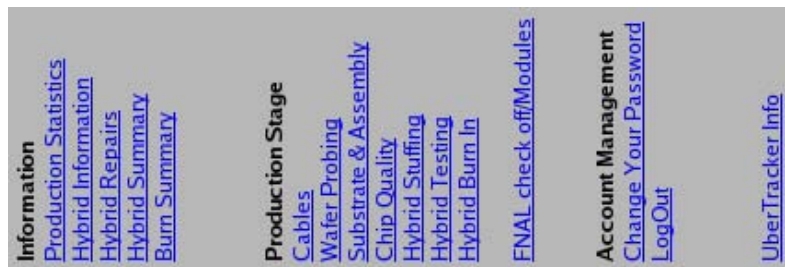 Information
Production Statistics
Hybrid Information
Hybrid Repairs
Hybrid Summary
Burn Summary
Production Stage
Cables
Wafer Probing
Substrate & Assembly
Chip Quality
Hybrid Stuffing
Hybrid Testing
Hybrid Burn In
FNAL check off/Modules
Account Management
Change Your Password
LogOut
UberTracker Info